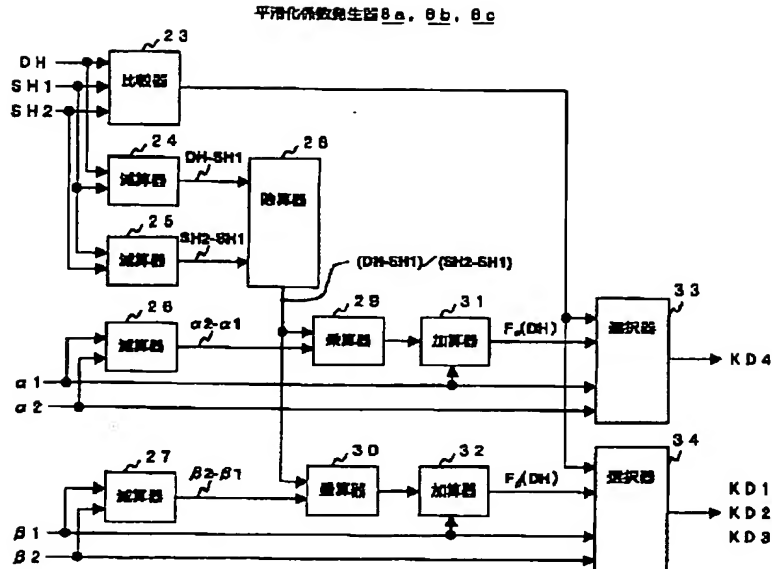 平滑化係数発生器8a, 8b, 8c
23
DH
SH1
SH2
比較器
24
DH-SH1
28
減算器
除算器
25
SH2-SH1
減算器
(DH-SH1)/(SH2-SH1)
26
α2-α1
29
31
33
減算器
乗算器
加算器
Fα(DH)
選択器
KD4
α1
α2
27
β2-β1
30
32
34
減算器
乗算器
加算器
Fβ(DH)
選択器
KD1
KD2
KD3
β1
β2